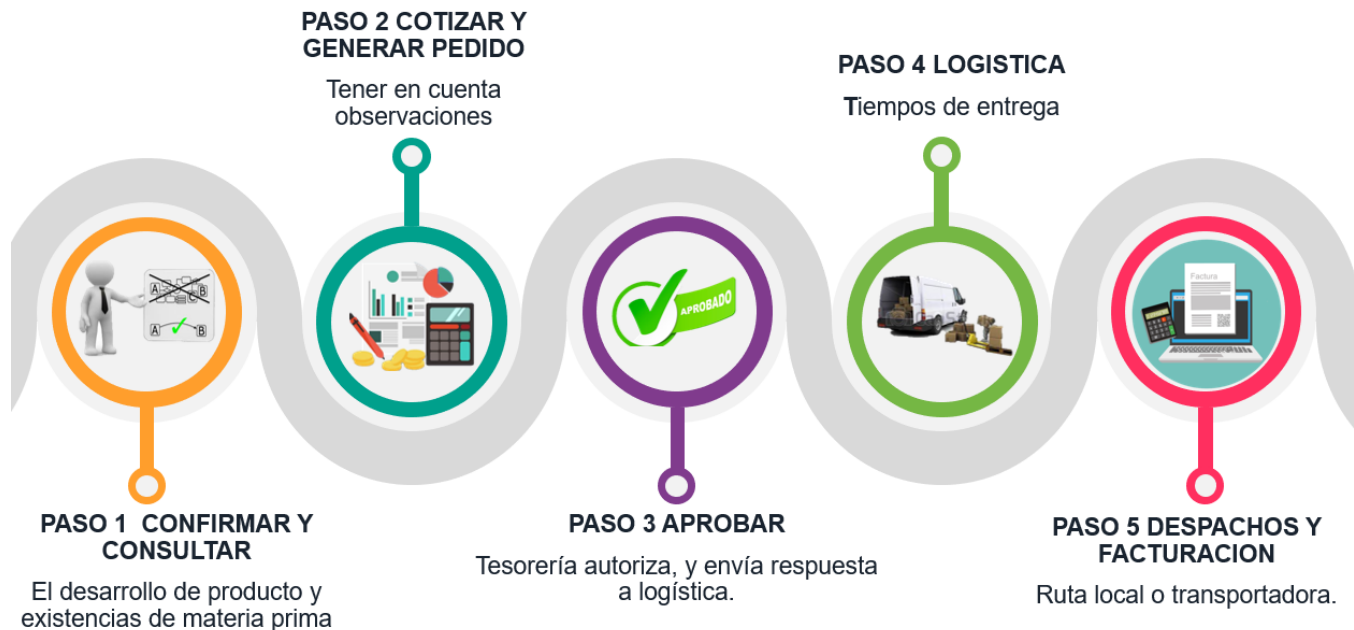 PASO 1  CONFIRMAR Y
CONSULTAR
El desarrollo de producto y
existencias de materia prima
PASO 2 COTIZAR Y
GENERAR PEDIDO
Tener en cuenta
observaciones
PASO 3 APROBAR
Tesorería autoriza, y envía respuesta
a logística.
APROBADO
PASO 4 LOGISTICA
Tiempos de entrega
PASO 5 DESPACHOS Y
FACTURACION
Ruta local o transportadora.
Factura
A B
C
A B